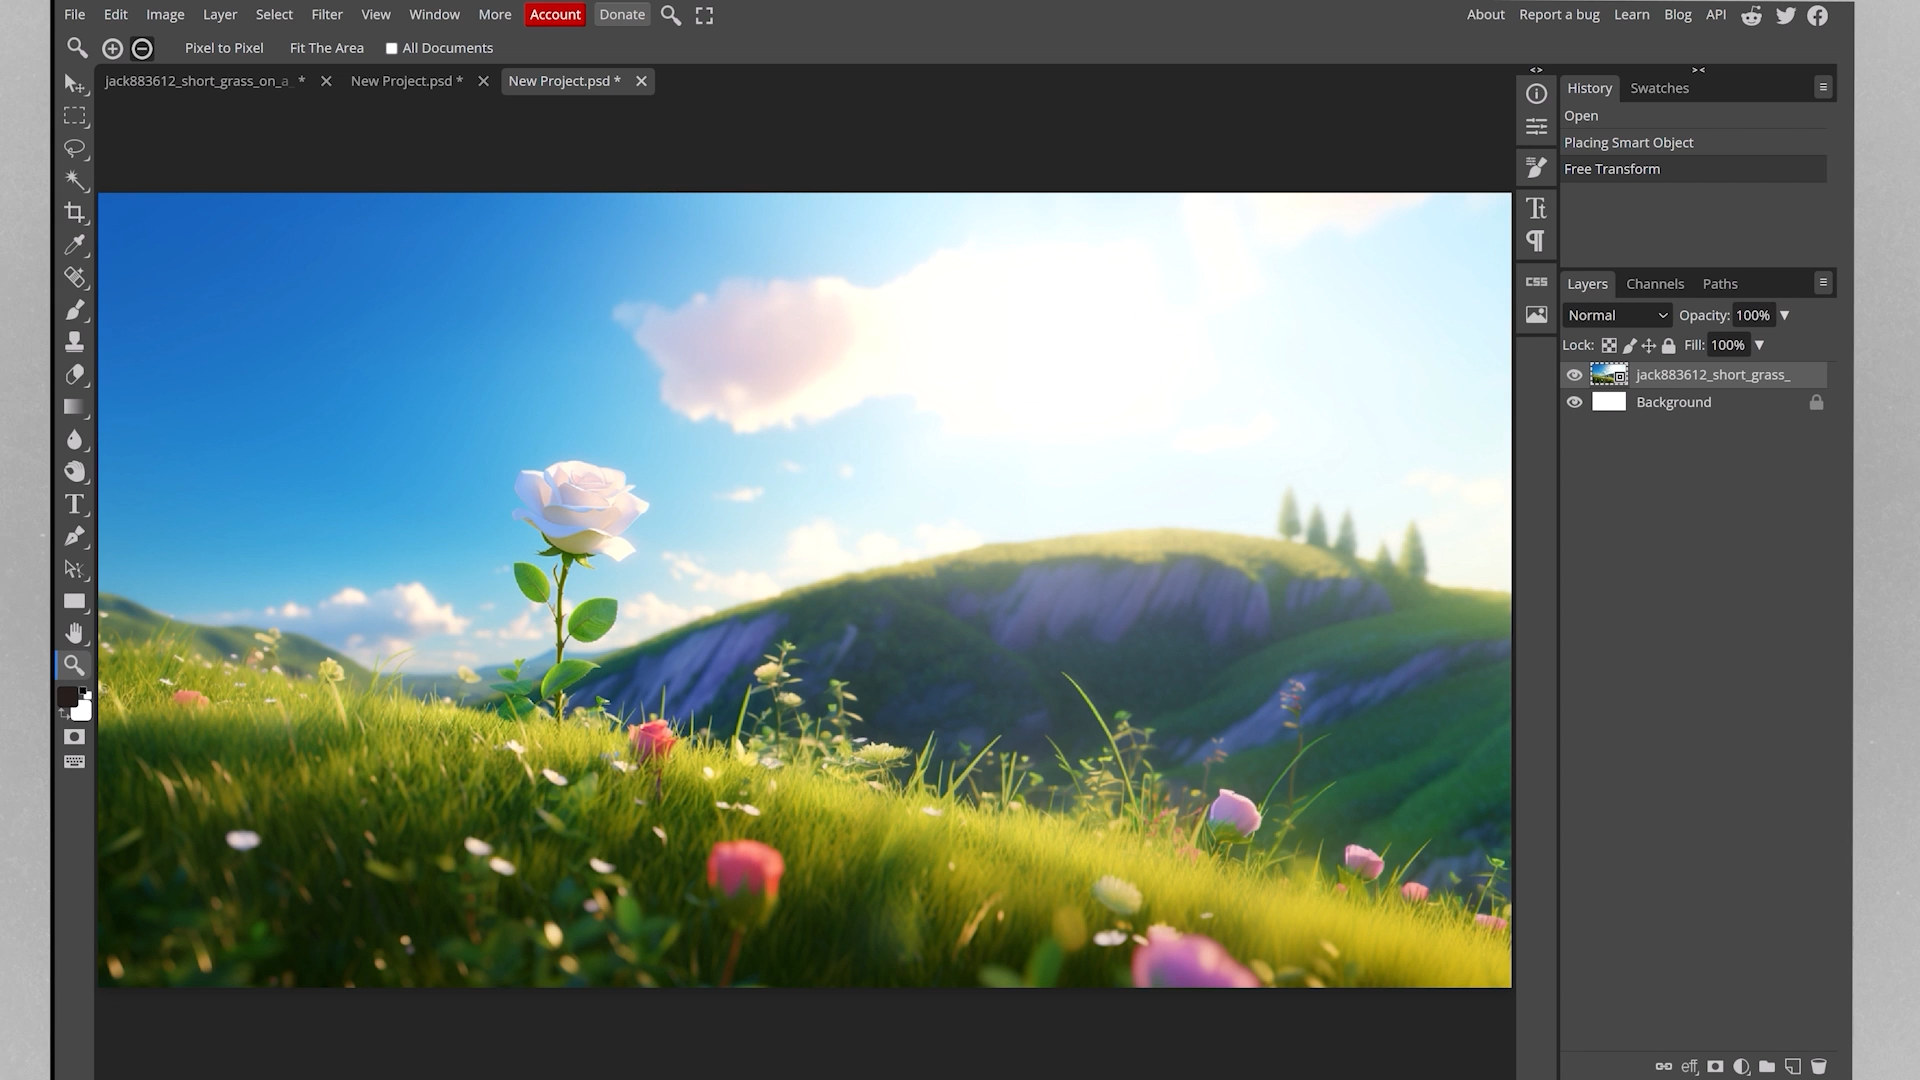 File Edit Image Layer Select Filter View Window More Account Donate About Report a bug Learn Blog API
Pixel to Pixel Fit The Area All Documents
jack883612_short_grass_on_a_ * New Project.psd * New Project.psd *
<> ><
History Swatches
Open
Placing Smart Object
Free Transform
CSS
Layers Channels Paths
Normal Opacity: 100%
Lock: Fill: 100%
jack883612_short_grass_
Background
eff